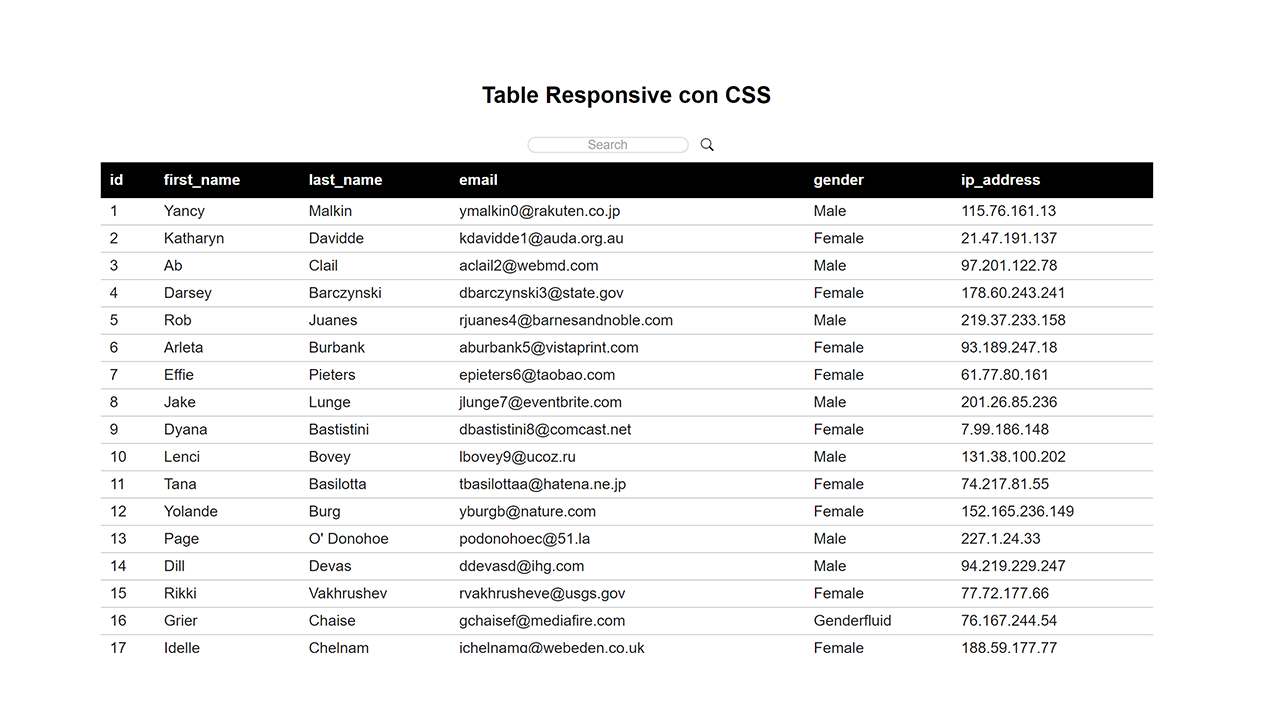 Table Responsive con CSS
Search
id first_name last_name email gender ip_address
1 Yancy Malkin ymalkin0@rakuten.co.jp Male 115.76.161.13
2 Katharyn Davidde kdavidde1@auda.org.au Female 21.47.191.137
3 Ab Clail aclail2@webmd.com Male 97.201.122.78
4 Darsey Barczynski dbarczynski3@state.gov Female 178.60.243.241
5 Rob Juanes rjuanes4@barnesandnoble.com Male 219.37.233.158
6 Arleta Burbank aburbank5@vistaprint.com Female 93.189.247.18
7 Effie Pieters epieters6@taobao.com Female 61.77.80.161
8 Jake Lunge jlunge7@eventbrite.com Male 201.26.85.236
9 Dyana Bastistini dbastistini8@comcast.net Female 7.99.186.148
10 Lenci Bovey lbovey9@ucoz.ru Male 131.38.100.202
11 Tana Basilotta tbasilottaa@hatena.ne.jp Female 74.217.81.55
12 Yolande Burg yburgb@nature.com Female 152.165.236.149
13 Page O' Donohoe podonohoec@51.la Male 227.1.24.33
14 Dill Devas ddevasd@ihg.com Male 94.219.229.247
15 Rikki Vakhrushev rvakhrusheve@usgs.gov Female 77.72.177.66
16 Grier Chaise gchaisef@mediafire.com Genderfluid 76.167.244.54
17 Idelle Chelnam ichelnamg@webeden.co.uk Female 188.59.177.77